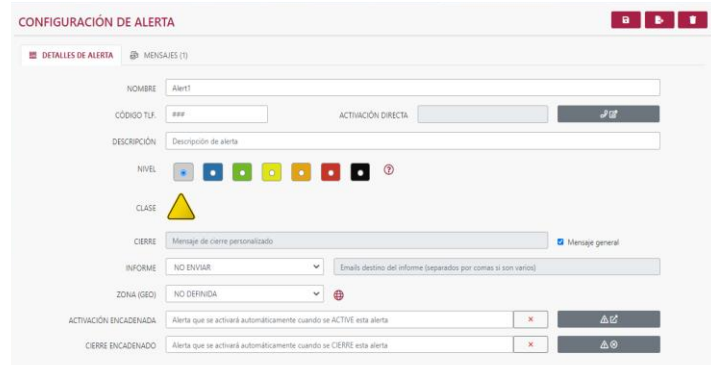 CONFIGURACIÓN DE ALERTA
DETALLES DE ALERTA MENSAJES (1)
NOMBRE Alert1
CÓDIGO TLF. ### ACTIVACIÓN DIRECTA
DESCRIPCIÓN Descripción de alerta
NIVEL ?
CLASE
CIERRE Mensaje de cierre personalizado Mensaje general
INFORME NO ENVIAR Emails destino del informe (separados por comas si son varios)
ZONA (GEO) NO DEFINIDA
ACTIVACIÓN ENCADENADA Alerta que se activará automáticamente cuando se ACTIVE esta alerta
CIERRE ENCADENADO Alerta que se activará automáticamente cuando se CIERRE esta alerta